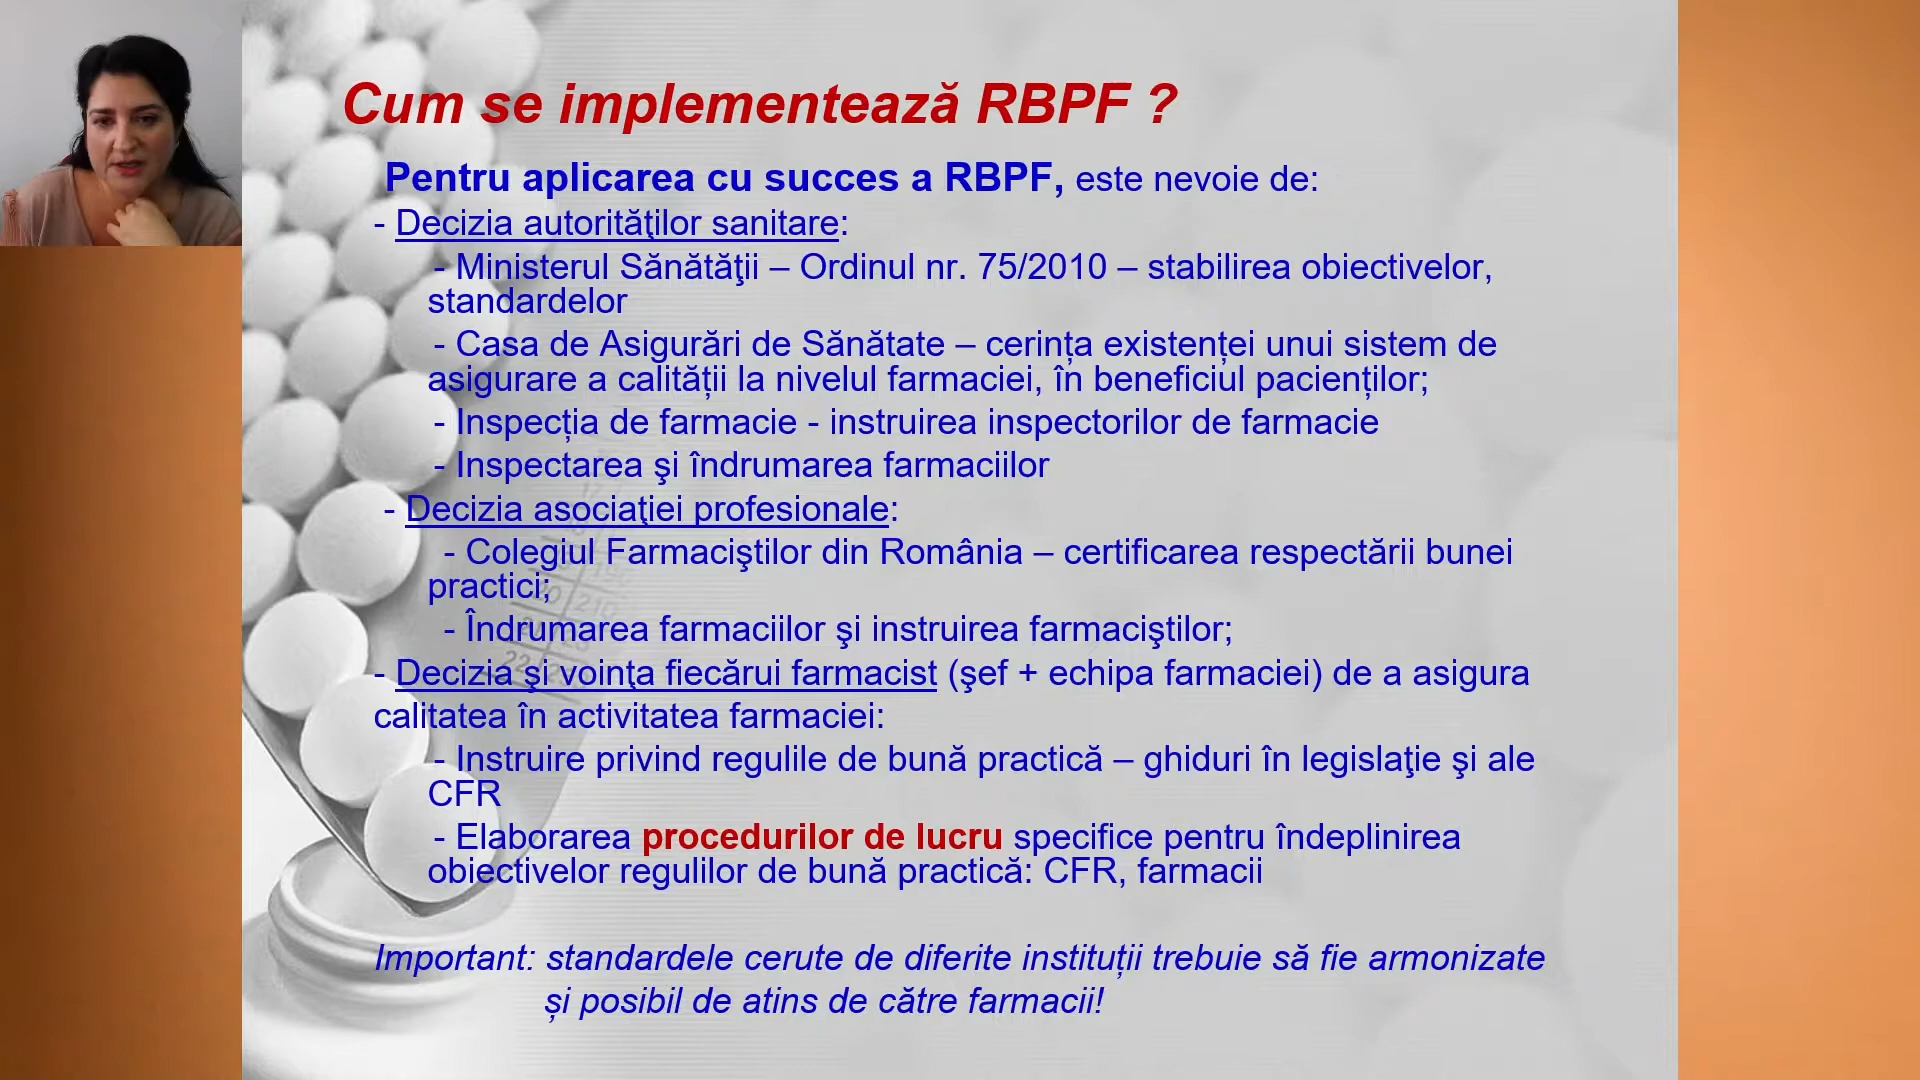 Cum se implementează RBPF ?
Pentru aplicarea cu succes a RBPF, este nevoie de:
- Decizia autorităţilor sanitare:
- Ministerul Sănătăţii – Ordinul nr. 75/2010 – stabilirea obiectivelor,
standardelor
- Casa de Asigurări de Sănătate – cerința existenței unui sistem de
asigurare a calității la nivelul farmaciei, în beneficiul pacienților;
- Inspecția de farmacie - instruirea inspectorilor de farmacie
- Inspectarea şi îndrumarea farmaciilor
- Decizia asociaţiei profesionale:
- Colegiul Farmaciştilor din România – certificarea respectării bunei
practici;
- Îndrumarea farmaciilor şi instruirea farmaciştilor;
- Decizia şi voinţa fiecărui farmacist (şef + echipa farmaciei) de a asigura
calitatea în activitatea farmaciei:
- Instruire privind regulile de bună practică – ghiduri în legislaţie şi ale
CFR
- Elaborarea procedurilor de lucru specifice pentru îndeplinirea
obiectivelor regulilor de bună practică: CFR, farmacii
Important: standardele cerute de diferite instituții trebuie să fie armonizate
și posibil de atins de către farmacii!